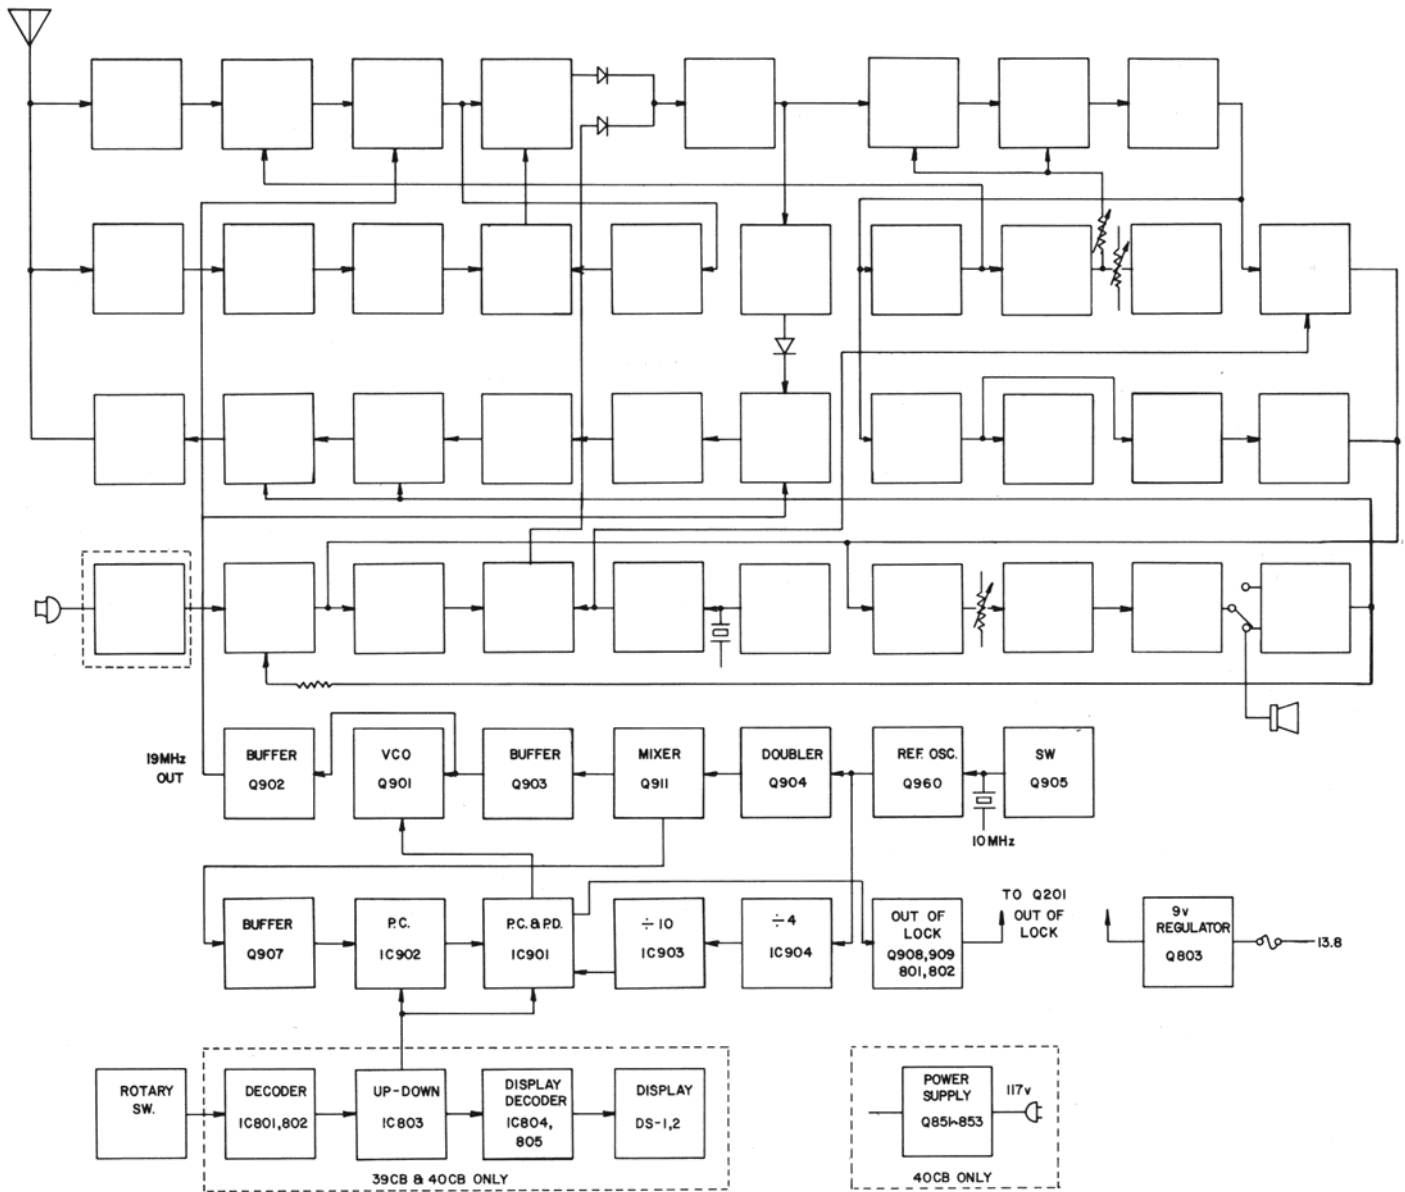 19MHz
OUT
BUFFER
Q902
VCO
Q901
BUFFER
Q903
MIXER
Q911
DOUBLER
Q904
REF. OSC.
Q960
SW
Q905
10MHz
BUFFER
Q907
P.C.
IC902
P.C. & P.D.
IC901
÷10
IC903
÷4
IC904
OUT OF
LOCK
Q908,909
801,802
TO Q201
OUT OF
LOCK
9v
REGULATOR
Q803
13.8
ROTARY
SW.
DECODER
IC801,802
UP-DOWN
IC803
DISPLAY
DECODER
IC804,
805
DISPLAY
DS-1,2
39CB & 40CB ONLY
POWER
SUPPLY
Q851~853
117v
40CB ONLY